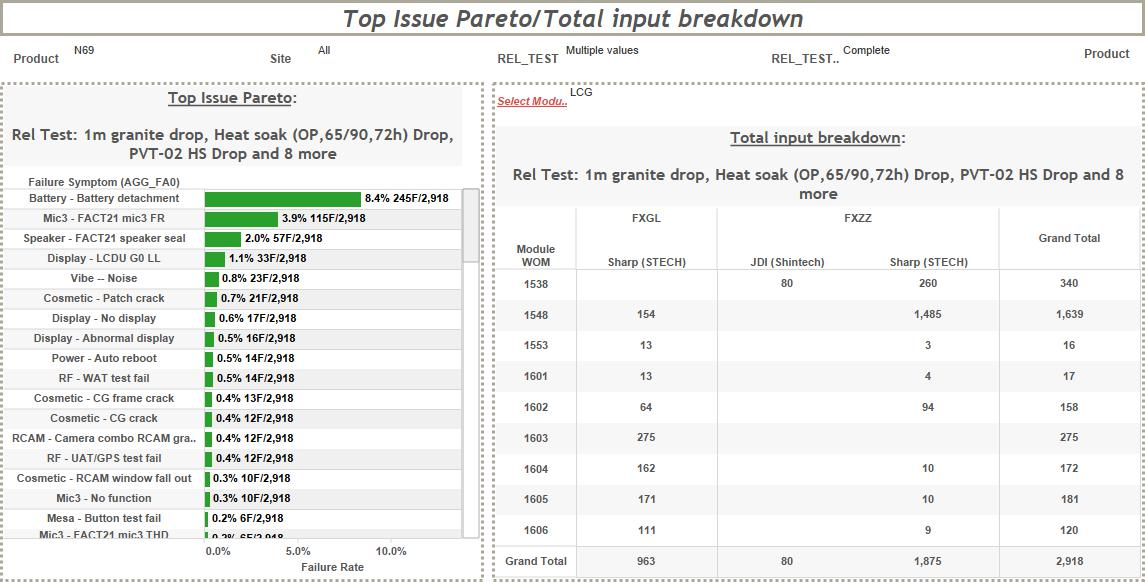 Top Issue Pareto/Total input breakdown
Product N69 Site All REL_TEST Multiple values REL_TEST.. Complete Product
Top Issue Pareto:
Rel Test: 1m granite drop, Heat soak (OP,65/90,72h) Drop,
PVT-02 HS Drop and 8 more
Failure Symptom (AGG_FA0)
Battery - Battery detachment 8.4% 245F/2,918
Mic3 - FACT21 mic3 FR 3.9% 115F/2,918
Speaker - FACT21 speaker seal 2.0% 57F/2,918
Display - LCDU G0 LL 1.1% 33F/2,918
Vibe -- Noise 0.8% 23F/2,918
Cosmetic - Patch crack 0.7% 21F/2,918
Display - No display 0.6% 17F/2,918
Display - Abnormal display 0.5% 16F/2,918
Power - Auto reboot 0.5% 14F/2,918
RF - WAT test fail 0.5% 14F/2,918
Cosmetic - CG frame crack 0.4% 13F/2,918
Cosmetic - CG crack 0.4% 12F/2,918
RCAM - Camera combo RCAM gra.. 0.4% 12F/2,918
RF - UAT/GPS test fail 0.4% 12F/2,918
Cosmetic - RCAM window fall out 0.3% 10F/2,918
Mic3 - No function 0.3% 10F/2,918
Mesa - Button test fail 0.2% 6F/2,918
Mic3 - FACT21 mic3 THD 0.2% 6F/2,918
0.0% 5.0% 10.0%
Failure Rate
Select Modu.. LCG
Total input breakdown:
Rel Test: 1m granite drop, Heat soak (OP,65/90,72h) Drop, PVT-02 HS Drop and 8
more
FXGL FXZZ
Module WOM Sharp (STECH) JDI (Shintech) Sharp (STECH) Grand Total
1538 80 260 340
1548 154 1,485 1,639
1553 13 3 16
1601 13 4 17
1602 64 94 158
1603 275 275
1604 162 10 172
1605 171 10 181
1606 111 9 120
Grand Total 963 80 1,875 2,918